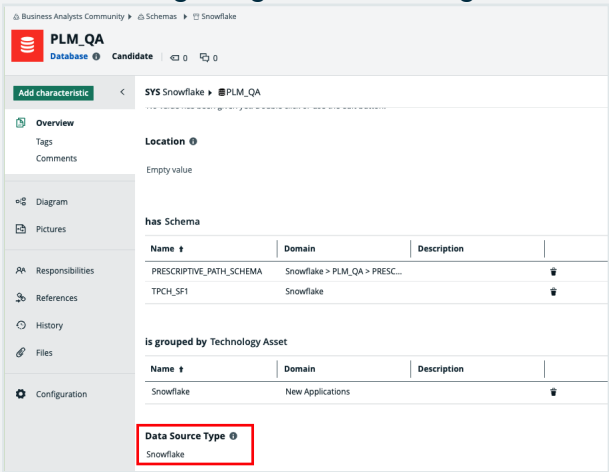 Business Analysts Community ▸ Schemas ▸ Snowflake
PLM_QA
Database Candidate 0 0
Add characteristic
Overview
Tags
Comments
Diagram
Pictures
Responsibilities
References
History
Files
Configuration
SYS Snowflake ▸ PLM_QA
Location
Empty value
has Schema
Name ↑ Domain Description
PRESCRIPTIVE_PATH_SCHEMA Snowflake > PLM_QA > PRESC...
TPCH_SF1 Snowflake
is grouped by Technology Asset
Name ↑ Domain Description
Snowflake New Applications
Data Source Type
Snowflake